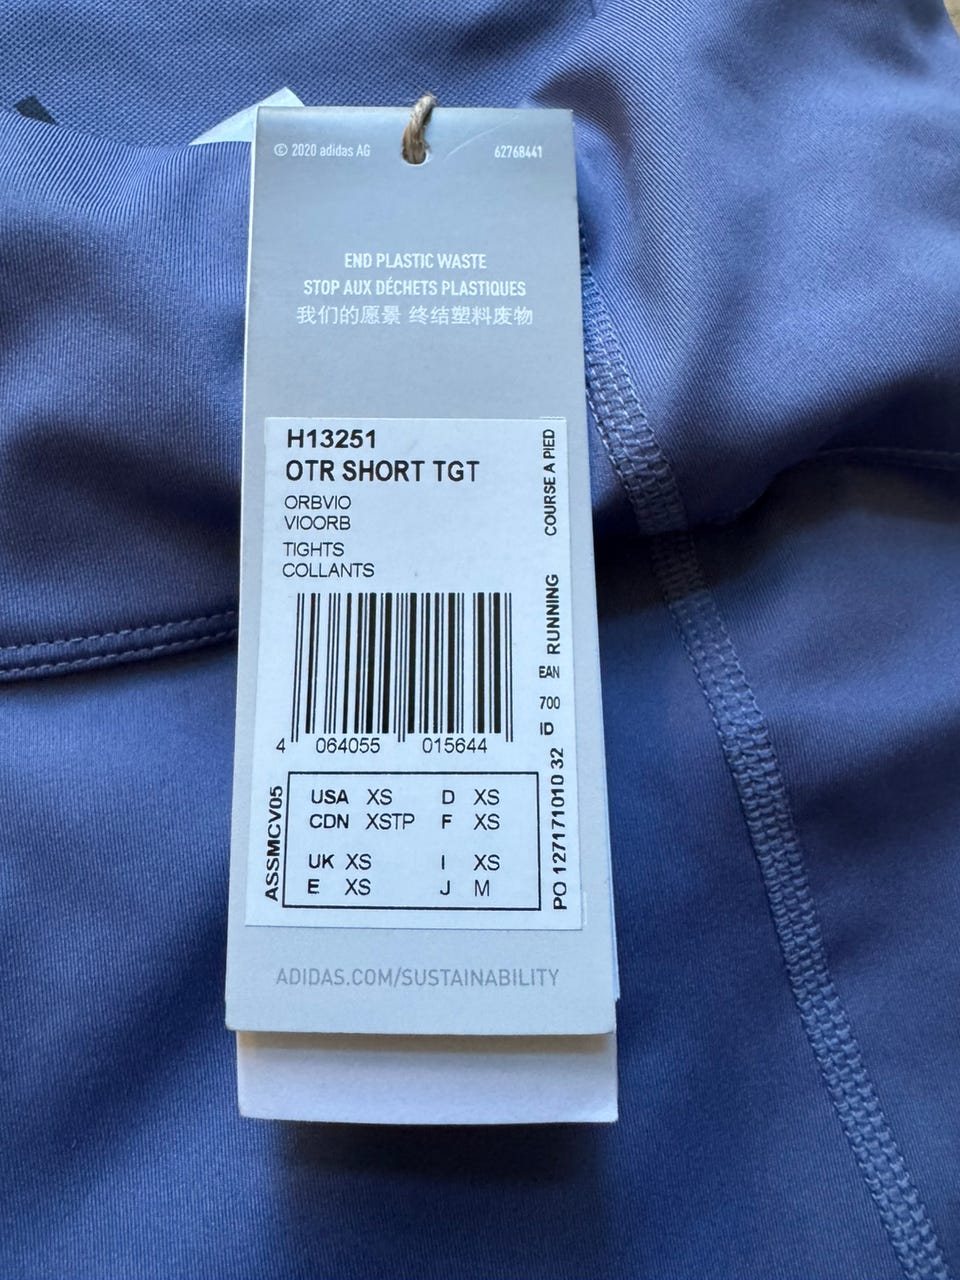 © 2020 adidas AG
62768441
END PLASTIC WASTE
STOP AUX DÉCHETS PLASTIQUES
我们的愿景 终结塑料废物
H13251
OTR SHORT TGT
ORBVIO
VIOORB
TIGHTS
COLLANTS
RUNNING COURSE A PIED
EAN
700
ID
4 064055 015644
ASSMCV05
USA XS D XS
CDN XSTP F XS
UK XS I XS
E XS J M
PO 127171010 32
ADIDAS.COM/SUSTAINABILITY